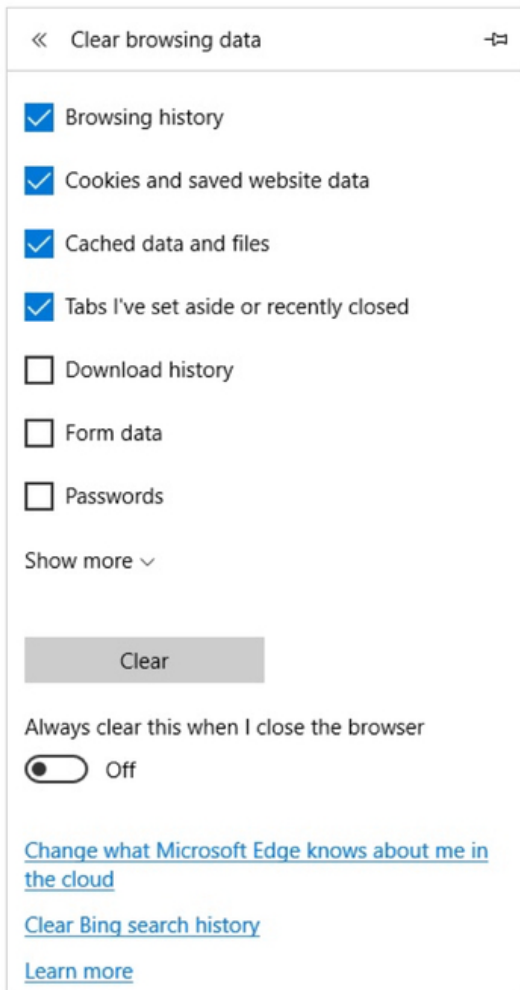 Clear browsing data
Browsing history
Cookies and saved website data
Cached data and files
Tabs I've set aside or recently closed
Download history
Form data
Passwords
Show more
Clear
Always clear this when I close the browser
Off
Change what Microsoft Edge knows about me in
the cloud
Clear Bing search history
Learn more